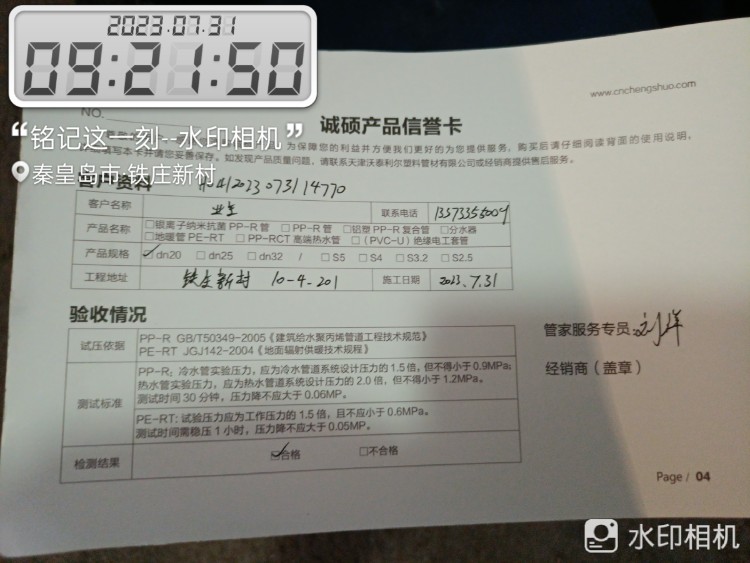 2023.07.31
09:21:50
www.cnchengshuo.com
NO.
“铭记这一刻--水印相机”
诚硕产品信誉卡
为保障您的利益并方便我们更好的为您提供服务，购买后请仔细阅读背面的使用说明，
填写本卡并请您妥善保存。如发现产品质量问题，请联系天津沃泰利尔塑料管材有限公司或经销商提供售后服务。
秦皇岛市·铁庄新村
客户资料
2023073114770
客户名称 业主 联系电话
产品名称 □银离子纳米抗菌 PP-R管 □PP-R管 □铝塑PP-R复合管 □分水器
□地暖管 PE-RT □PP-RCT 高端热水管 □(PVC-U)绝缘电工套管
产品规格 ☑dn20 □dn25 □dn32 / □S5 □S4 □S3.2 □S2.5
工程地址 铁庄新村 10-4-201 施工日期 2023.7.31
验收情况
试压依据 PP-R GB/T50349-2005《建筑给水聚丙烯管道工程技术规范》
PE-RT JGJ142-2004《地面辐射供暖技术规程》
测试标准 PP-R：冷水管实验压力，应为冷水管道系统设计压力的1.5倍，但不得小于0.9MPa；
热水管实验压力，应为热水管道系统设计压力的2.0倍，但不得小于1.2MPa。
测试时间30分钟，压力降不应大于0.06MP。
PE-RT：试验压力应为工作压力的1.5倍，且不应小于0.6MPa。
测试时间需稳压1小时，压力降不应大于0.05MP。
检测结果 ☑合格 □不合格
管家服务专员：
经销商（盖章）
Page / 04
水印相机